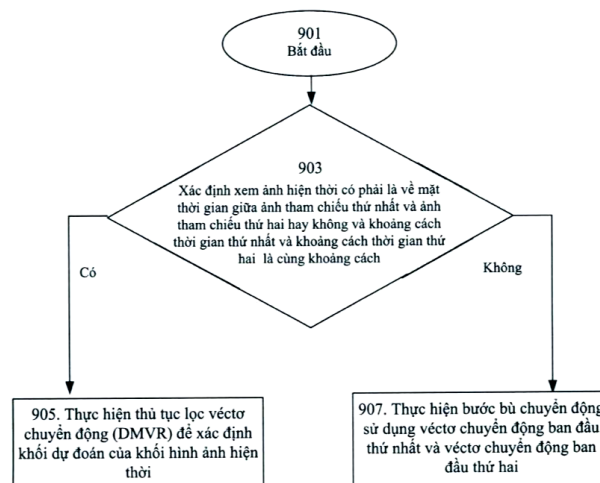 901
Bắt đầu
903
Xác định xem ảnh hiện thời có phải là về mặt
thời gian giữa ảnh tham chiếu thứ nhất và ảnh
tham chiếu thứ hai hay không và khoảng cách
thời gian thứ nhất và khoảng cách thời gian thứ
hai là cùng khoảng cách
Có
Không
905. Thực hiện thủ tục lọc véctơ
chuyển động (DMVR) để xác định
khối dự đoán của khối hình ảnh hiện
thời
907. Thực hiện bước bù chuyển động
sử dụng véctơ chuyển động ban đầu
thứ nhất và véctơ chuyển động ban
đầu thứ hai